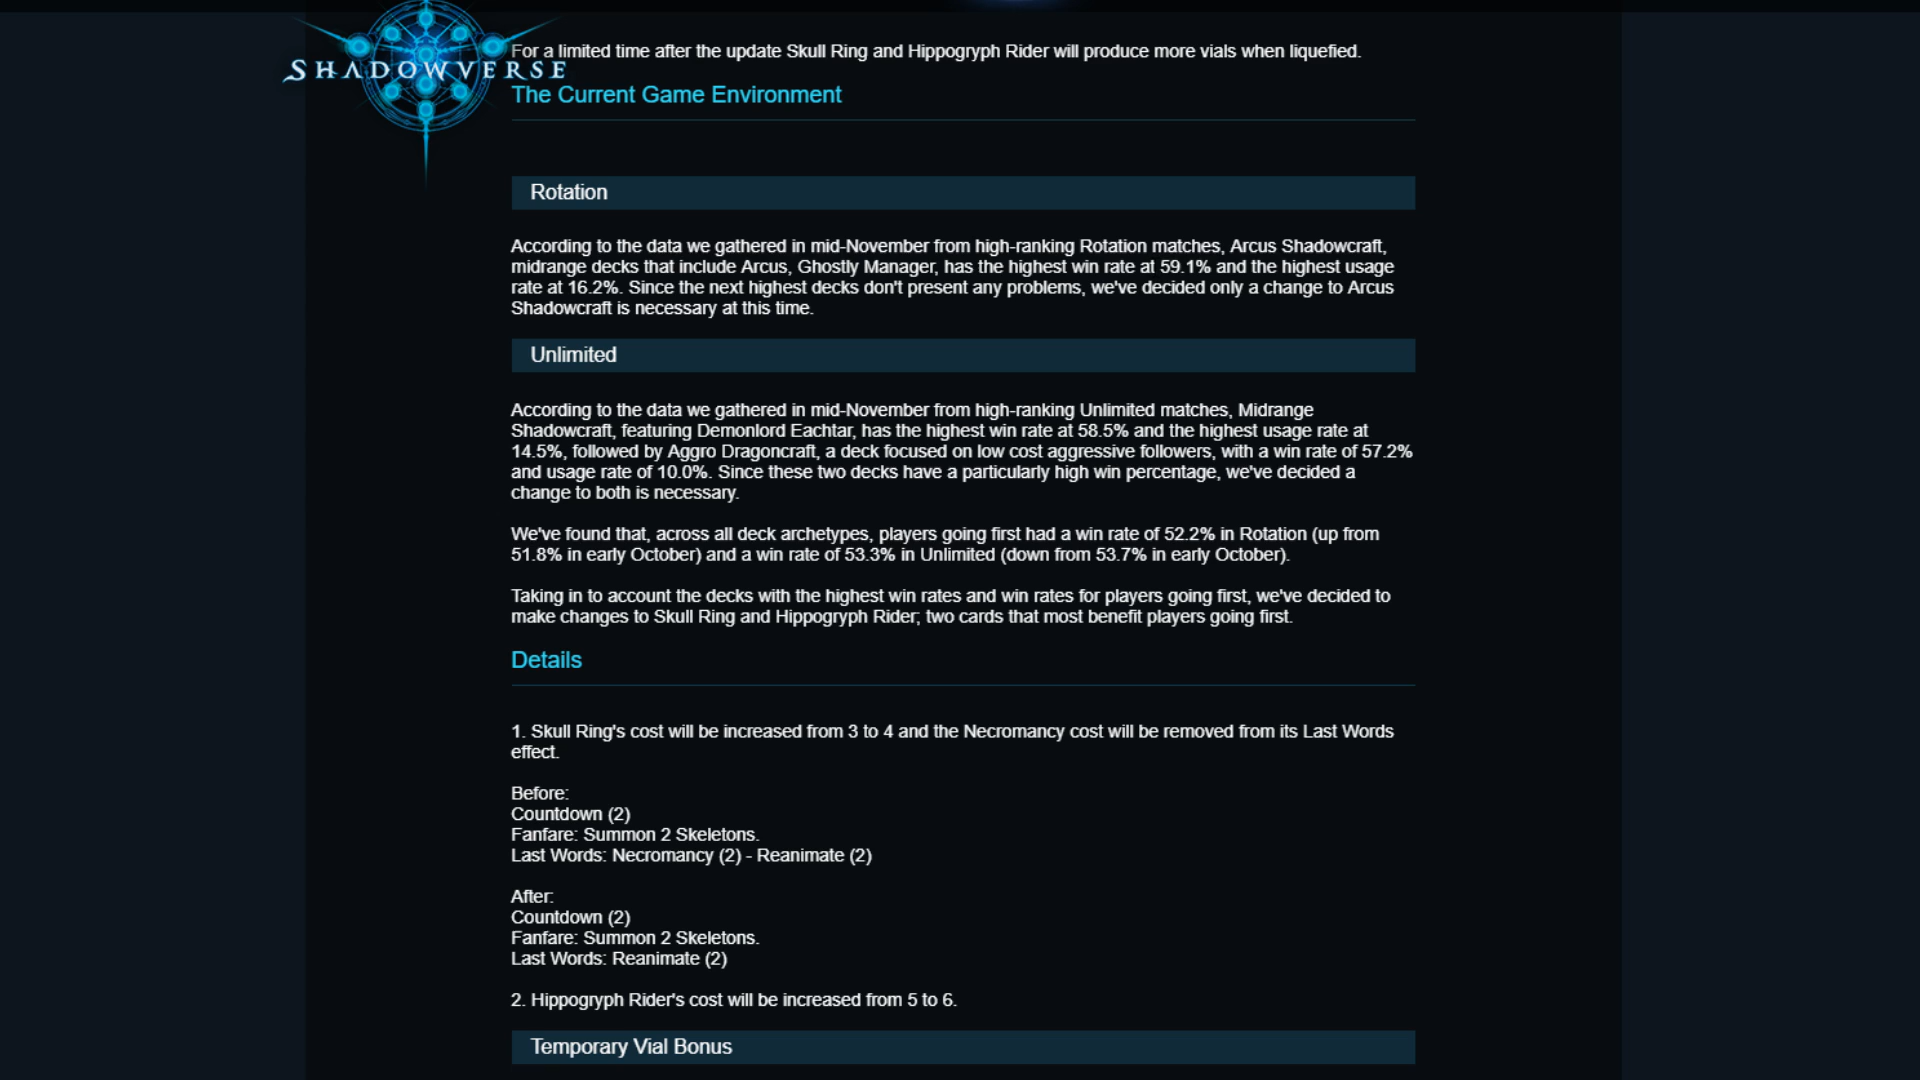 SHADOWVERSE
For a limited time after the update Skull Ring and Hippogryph Rider will produce more vials when liquefied.
The Current Game Environment
Rotation
According to the data we gathered in mid-November from high-ranking Rotation matches, Arcus Shadowcraft,
midrange decks that include Arcus, Ghostly Manager, has the highest win rate at 59.1% and the highest usage
rate at 16.2%. Since the next highest decks don't present any problems, we've decided only a change to Arcus
Shadowcraft is necessary at this time.
Unlimited
According to the data we gathered in mid-November from high-ranking Unlimited matches, Midrange
Shadowcraft, featuring Demonlord Eachtar, has the highest win rate at 58.5% and the highest usage rate at
14.5%, followed by Aggro Dragoncraft, a deck focused on low cost aggressive followers, with a win rate of 57.2%
and usage rate of 10.0%. Since these two decks have a particularly high win percentage, we've decided a
change to both is necessary.
We've found that, across all deck archetypes, players going first had a win rate of 52.2% in Rotation (up from
51.8% in early October) and a win rate of 53.3% in Unlimited (down from 53.7% in early October).
Taking in to account the decks with the highest win rates and win rates for players going first, we've decided to
make changes to Skull Ring and Hippogryph Rider; two cards that most benefit players going first.
Details
1. Skull Ring's cost will be increased from 3 to 4 and the Necromancy cost will be removed from its Last Words
effect.
Before:
Countdown (2)
Fanfare: Summon 2 Skeletons.
Last Words: Necromancy (2) - Reanimate (2)
After:
Countdown (2)
Fanfare: Summon 2 Skeletons.
Last Words: Reanimate (2)
2. Hippogryph Rider's cost will be increased from 5 to 6.
Temporary Vial Bonus